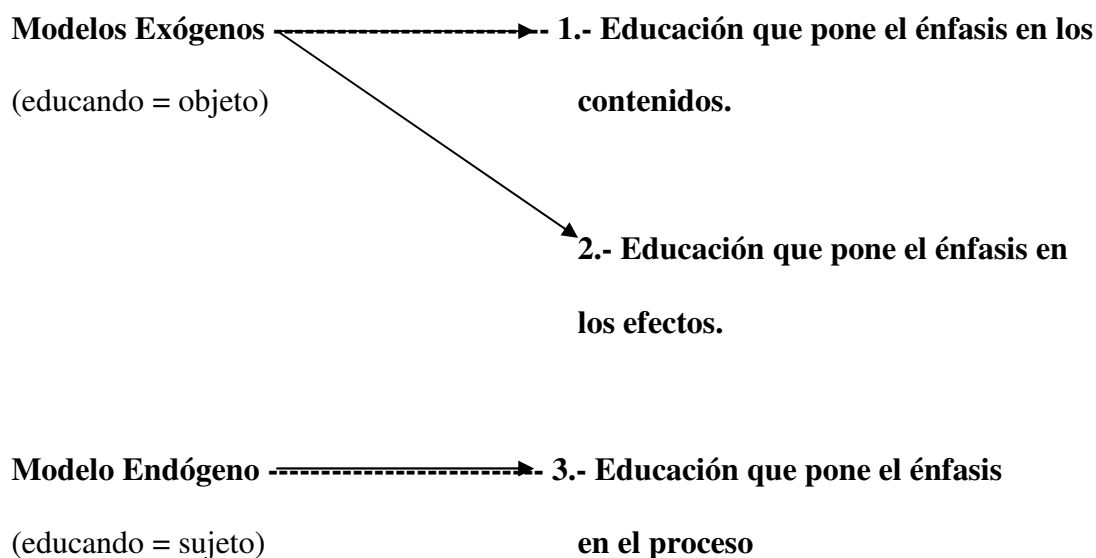 Modelos Exógenos ---------------------- 1.- Educación que pone el énfasis en los
(educando = objeto) contenidos.
2.- Educación que pone el énfasis en
los efectos.
Modelo Endógeno ---------------------- 3.- Educación que pone el énfasis
(educando = sujeto) en el proceso